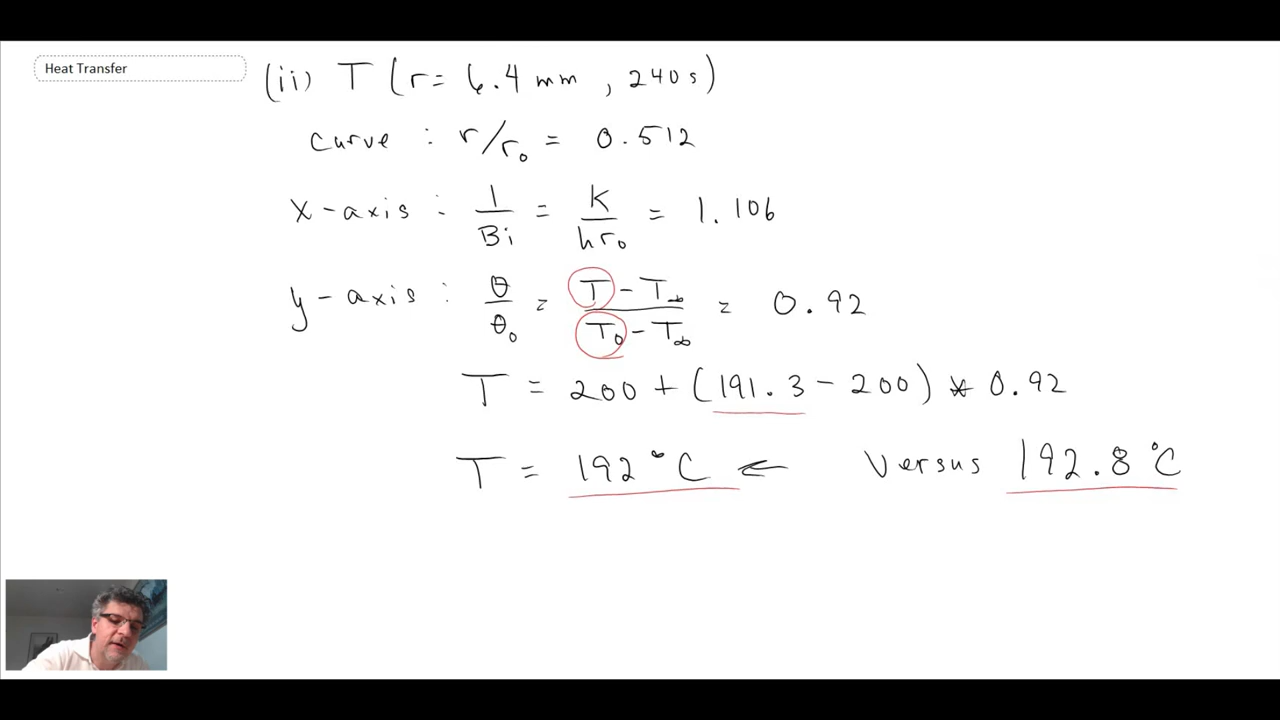 Heat Transfer
(ii) T (r = 6.4 mm , 240 s)
Curve : r/r₀ = 0.512
x-axis : 1/Bi = k/hr₀ = 1.106
y-axis : θ/θ₀ = T - T∞ / T₀ - T∞ = 0.92
T = 200 + (191.3 - 200) * 0.92
T = 192 °C ← Versus 192.8 °C